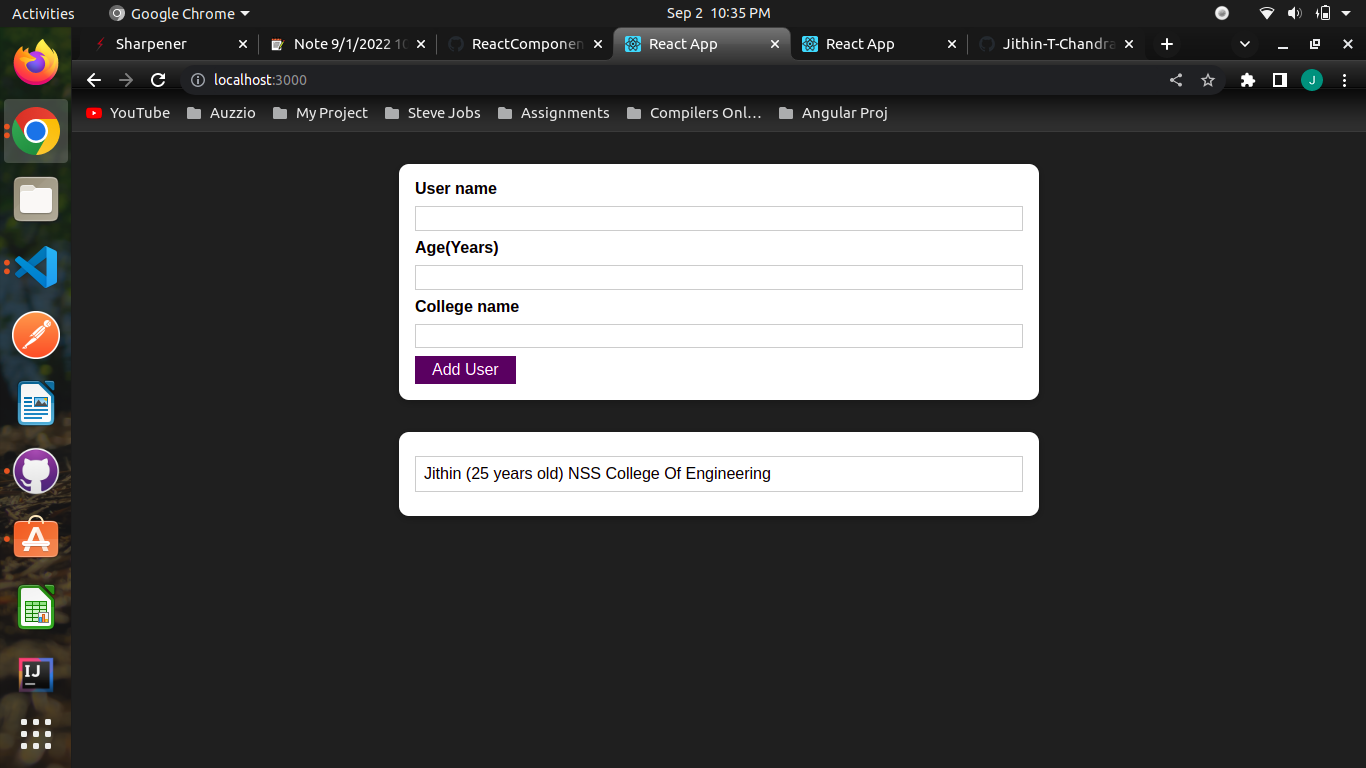 Activities
Google Chrome
Sep 2 10:35 PM
Sharpener
Note 9/1/2022 10
ReactComponen
React App
React App
Jithin-T-Chandra
localhost:3000
J
YouTube
Auzzio
My Project
Steve Jobs
Assignments
Compilers Onl...
Angular Proj
User name
Age(Years)
College name
Add User
Jithin (25 years old) NSS College Of Engineering
IJ